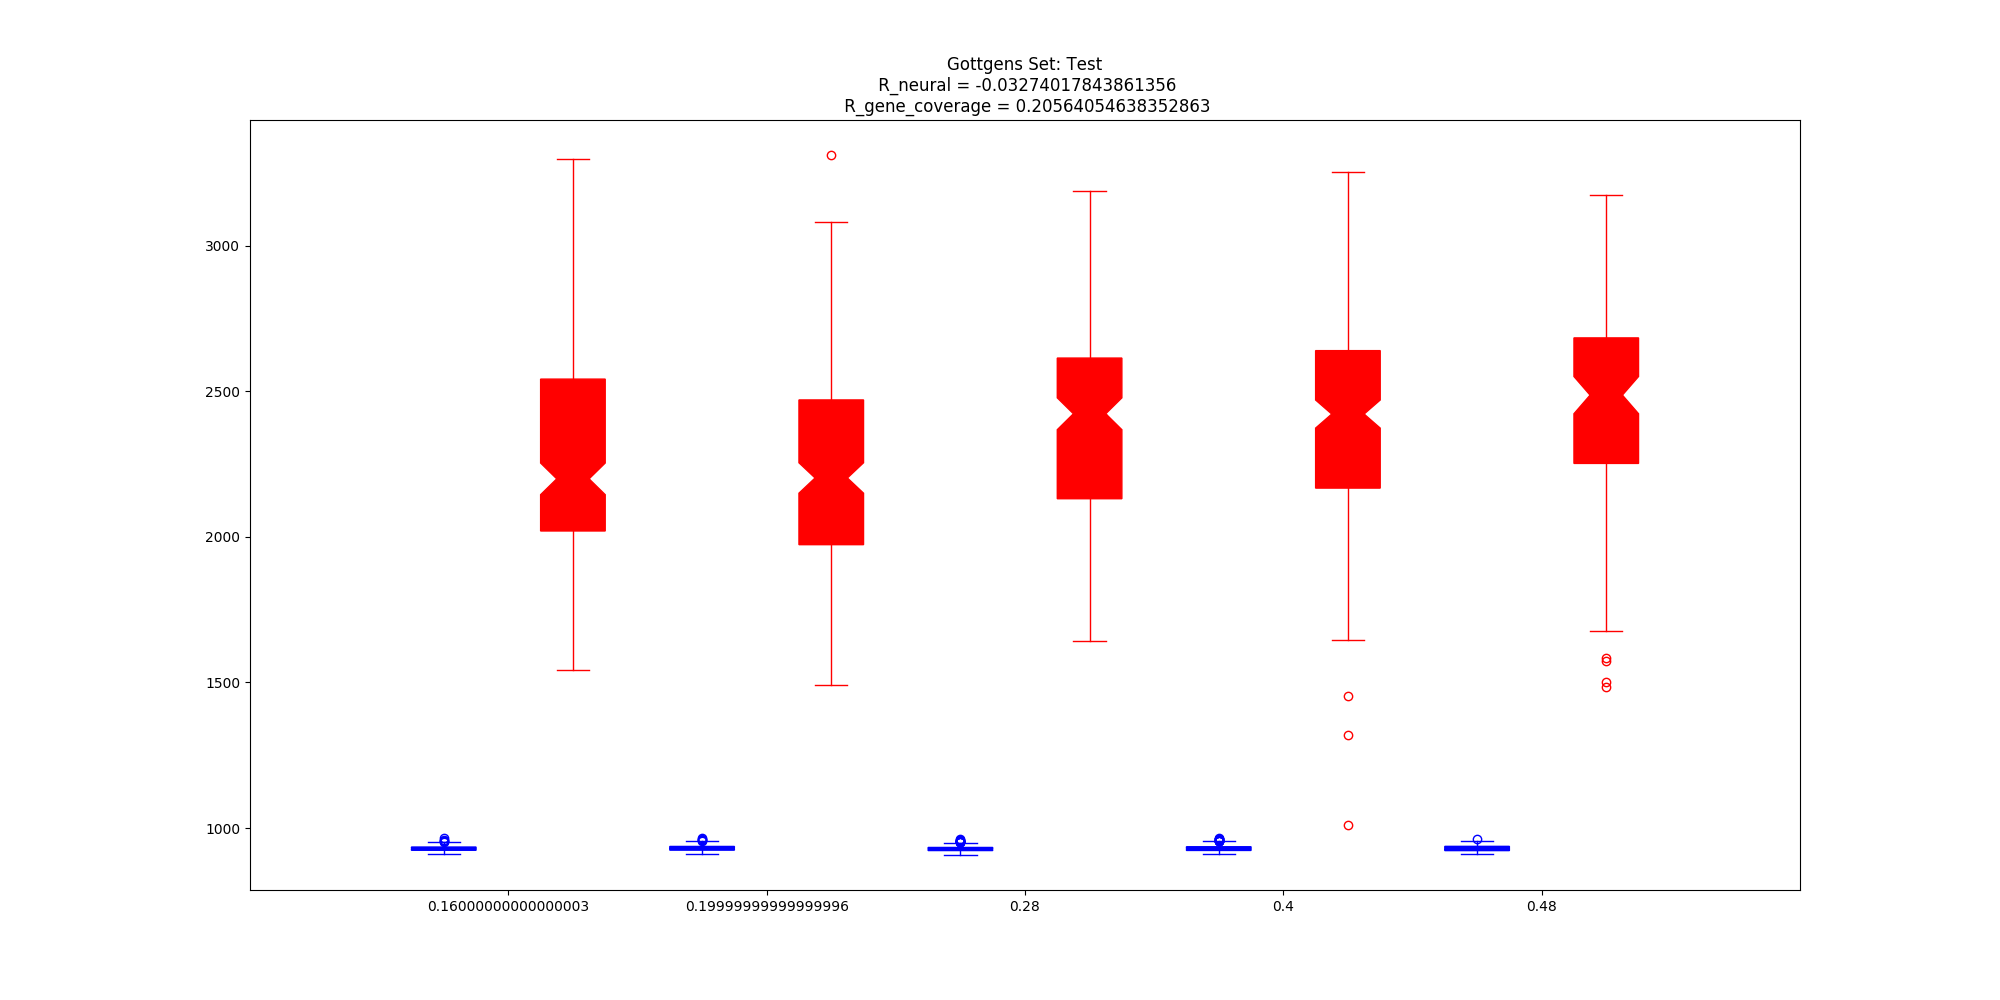 Gottgens Set: Test
R_neural = -0.03274017843861356
R_gene_coverage = 0.20564054638352863
3000
2500
2000
1500
1000
0.16000000000000003 0.19999999999999996 0.28 0.4 0.48